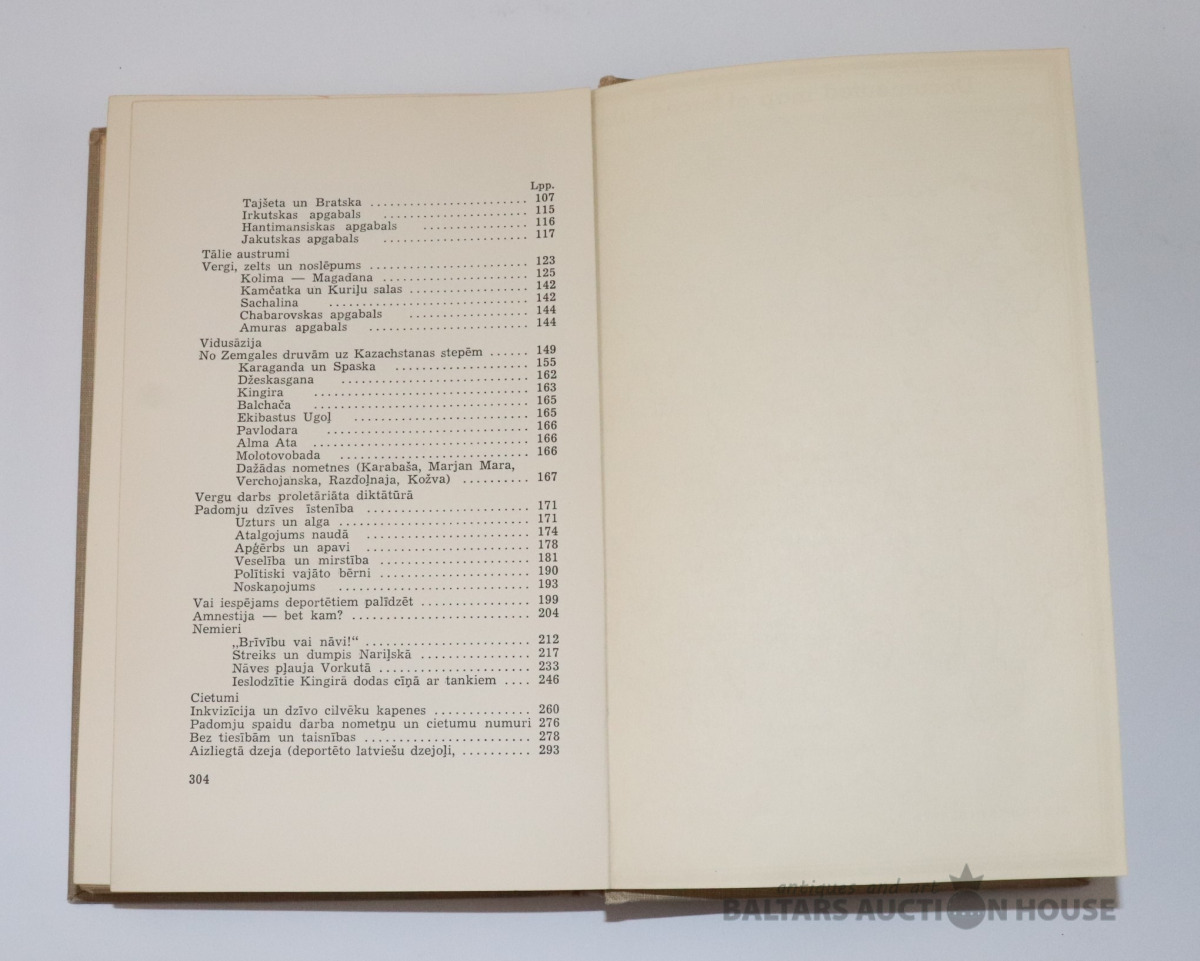 Lpp.
Tajšeta un Bratska ........................ 107
Irkutskas apgabals ...................... 115
Hantimansiskas apgabals ................ 116
Jakutskas apgabals ...................... 117
Tālie austrumi
Vergi, zelts un noslēpums ........................ 123
Kolima — Magadana ...................... 125
Kamčatka un Kuriļu salas .................. 142
Sachalina .............................. 142
Chabarovskas apgabals .................. 144
Amuras apgabals ........................ 144
Vidusāzija
No Zemgales druvām uz Kazachstanas stepēm ...... 149
Karaganda un Spaska .................... 155
Džeskasgana ............................ 162
Kingira ................................ 163
Balchača ................................ 165
Ekibastus Ugoļ .......................... 165
Pavlodara .............................. 166
Alma Ata ................................ 166
Molotovobada ............................ 166
Dažādas nometnes (Karabaša, Marjan Mara,
Verchojanska, Razdoļnaja, Kožva) .......... 167
Vergu darbs proletāriāta diktātūrā
Padomju dzīves īstenība ........................ 171
Uzturs un alga ............................ 171
Atalgojums naudā ........................ 174
Apģērbs un apavi ........................ 178
Veselība un mirstība ...................... 181
Polītiski vajāto bērni ...................... 190
Noskaņojums ............................ 193
Vai iespējams deportētiem palīdzēt ................ 199
Amnestija — bet kam? .......................... 204
Nemieri
„Brīvību vai nāvi!“ ........................ 212
Streiks un dumpis Nariļskā ................ 217
Nāves pļauja Vorkutā ...................... 233
Ieslodzītie Kingirā dodas cīņā ar tankiem .... 246
Cietumi
Inkvizīcija un dzīvo cilvēku kapenes .............. 260
Padomju spaidu darba nometņu un cietumu numuri 276
Bez tiesībām un taisnības ........................ 278
Aizliegtā dzeja (deportēto latviešu dzejoļi, .......... 293
304
antiques and art
BALTARS AUCTION HOUSE